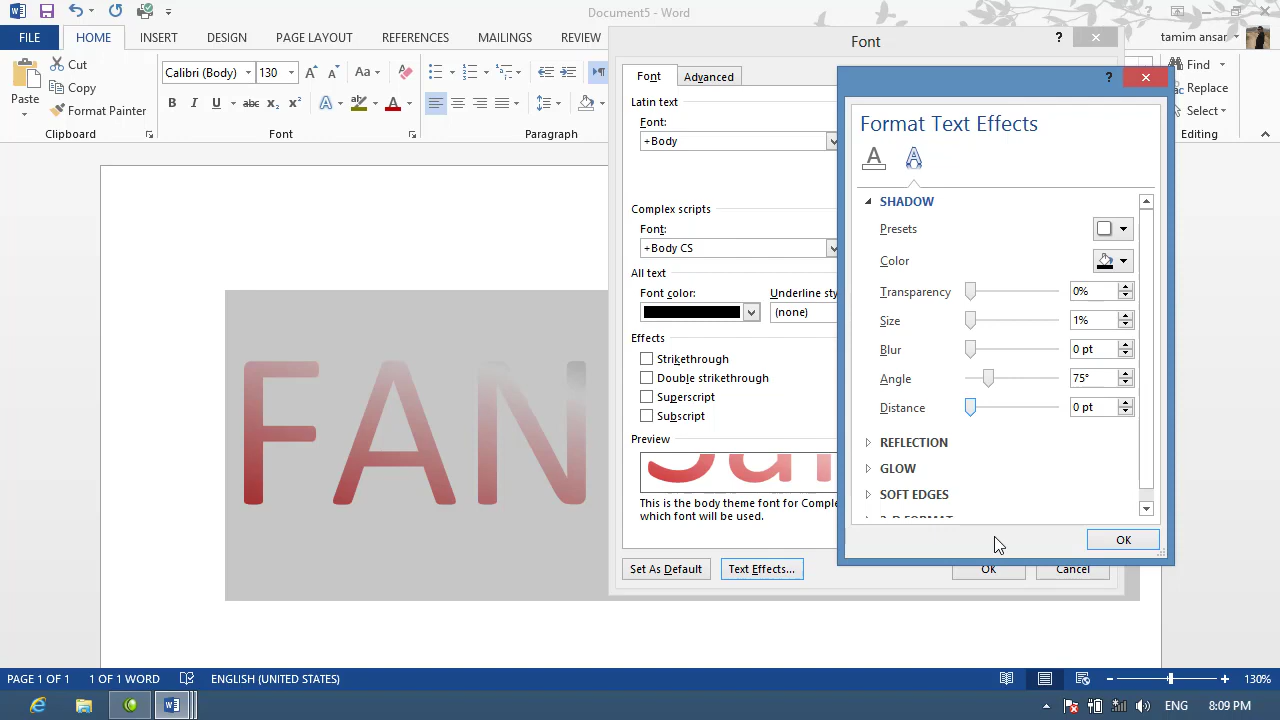 Document5 - Word
FILE
HOME
INSERT
DESIGN
PAGE LAYOUT
REFERENCES
MAILINGS
REVIEW
tamim ansar
Paste
Cut
Copy
Format Painter
Clipboard
Calibri (Body)
130
Font
Paragraph
Find
Replace
Select
Editing
FAN
Font
Font
Advanced
Latin text
Font:
+Body
Complex scripts
Font:
+Body CS
All text
Font color:
Underline sty
(none)
Effects
Strikethrough
Double strikethrough
Superscript
Subscript
Preview
This is the body theme font for Comple
which font will be used.
Set As Default
Text Effects...
OK
Cancel
Format Text Effects
SHADOW
Presets
Color
Transparency
0%
Size
1%
Blur
0 pt
Angle
75°
Distance
0 pt
REFLECTION
GLOW
SOFT EDGES
OK
PAGE 1 OF 1
1 OF 1 WORD
ENGLISH (UNITED STATES)
130%
ENG
8:09 PM